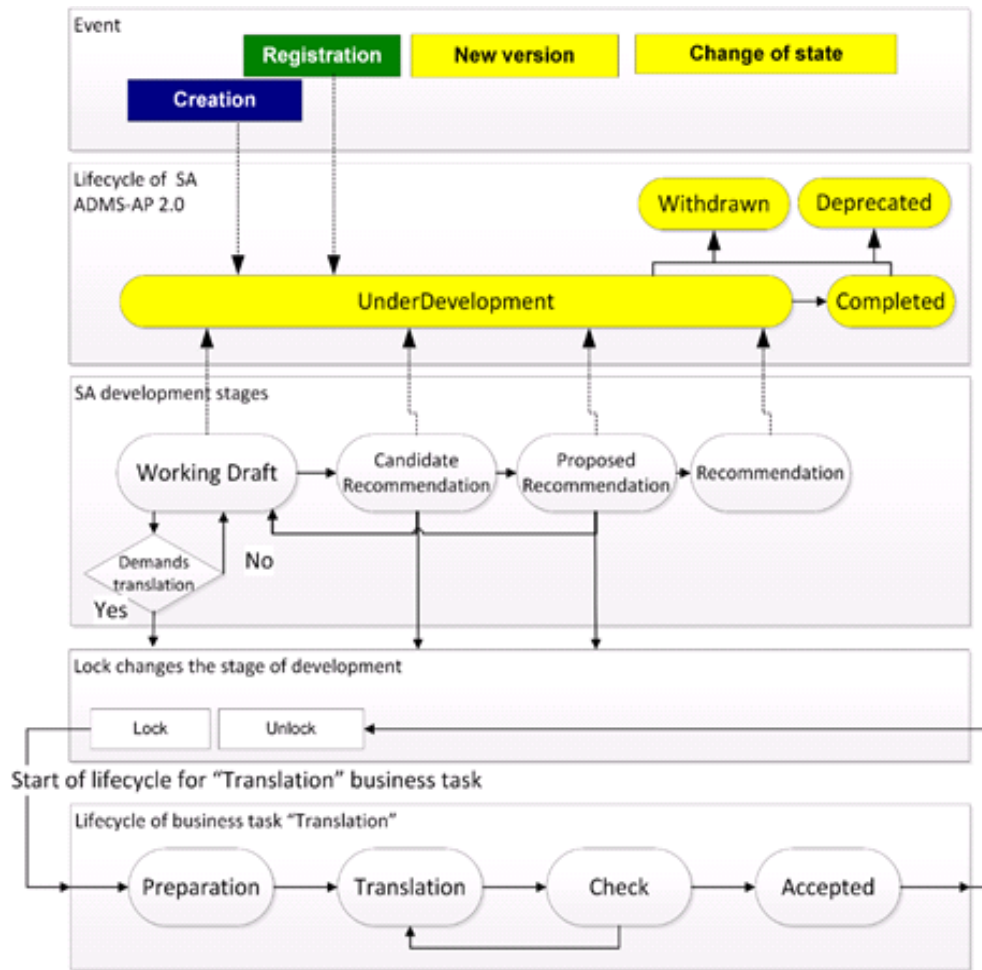 Event
Registration
New version
Change of state
Creation
Lifecycle of SA
ADMS-AP 2.0
Withdrawn
Deprecated
UnderDevelopment
Completed
SA development stages
Working Draft
Candidate
Recommendation
Proposed
Recommendation
Recommendation
Demands
translation
No
Yes
Lock changes the stage of development
Lock
Unlock
Start of lifecycle for “Translation” business task
Lifecycle of business task “Translation”
Preparation
Translation
Check
Accepted